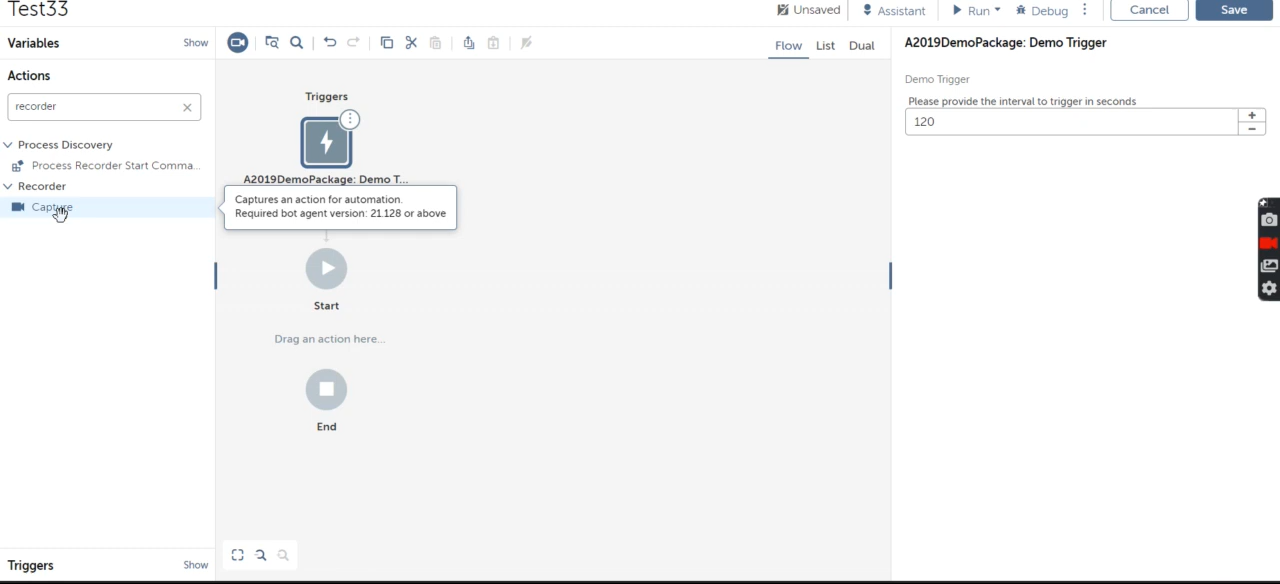 Test33
Unsaved
Assistant
Run
Debug
Cancel
Save
Variables
Show
Flow
List
Dual
A2019DemoPackage: Demo Trigger
Actions
Demo Trigger
recorder
Please provide the interval to trigger in seconds
120
Triggers
Process Discovery
Process Recorder Start Comma...
Recorder
Capture
A2019DemoPackage: Demo T...
Captures an action for automation.
Required bot agent version: 21.128 or above
Start
Drag an action here...
End
Triggers
Show